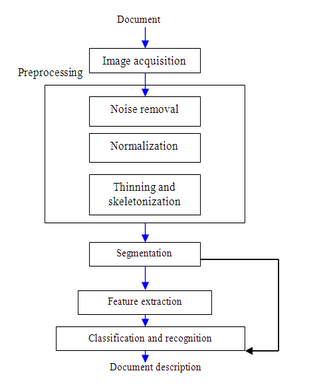 Document
Image acquisition
Preprocessing
Noise removal
Normalization
Thinning and
skeletonization
Segmentation
Feature extraction
Classification and recognition
Document description